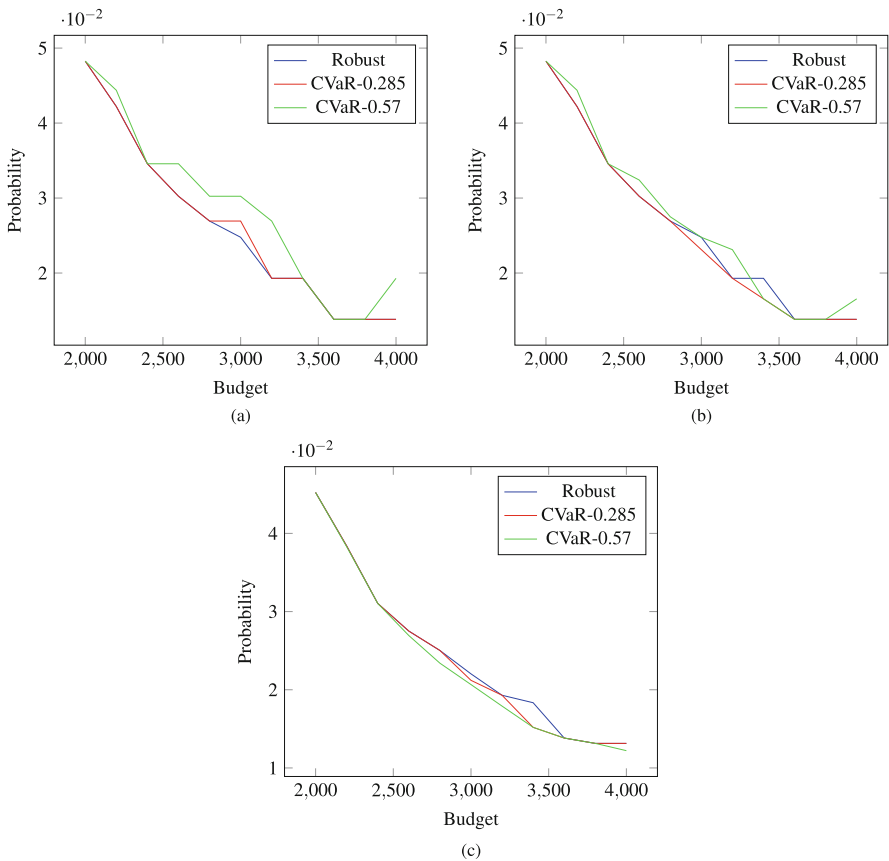 ·10−2
5
4
3
2
Probability
Robust
CVaR-0.285
CVaR-0.57
2,000 2,500 3,000 3,500 4,000
Budget
(a)
·10−2
5
4
3
2
Probability
Robust
CVaR-0.285
CVaR-0.57
2,000 2,500 3,000 3,500 4,000
Budget
(b)
·10−2
4
3
2
1
Probability
Robust
CVaR-0.285
CVaR-0.57
2,000 2,500 3,000 3,500 4,000
Budget
(c)